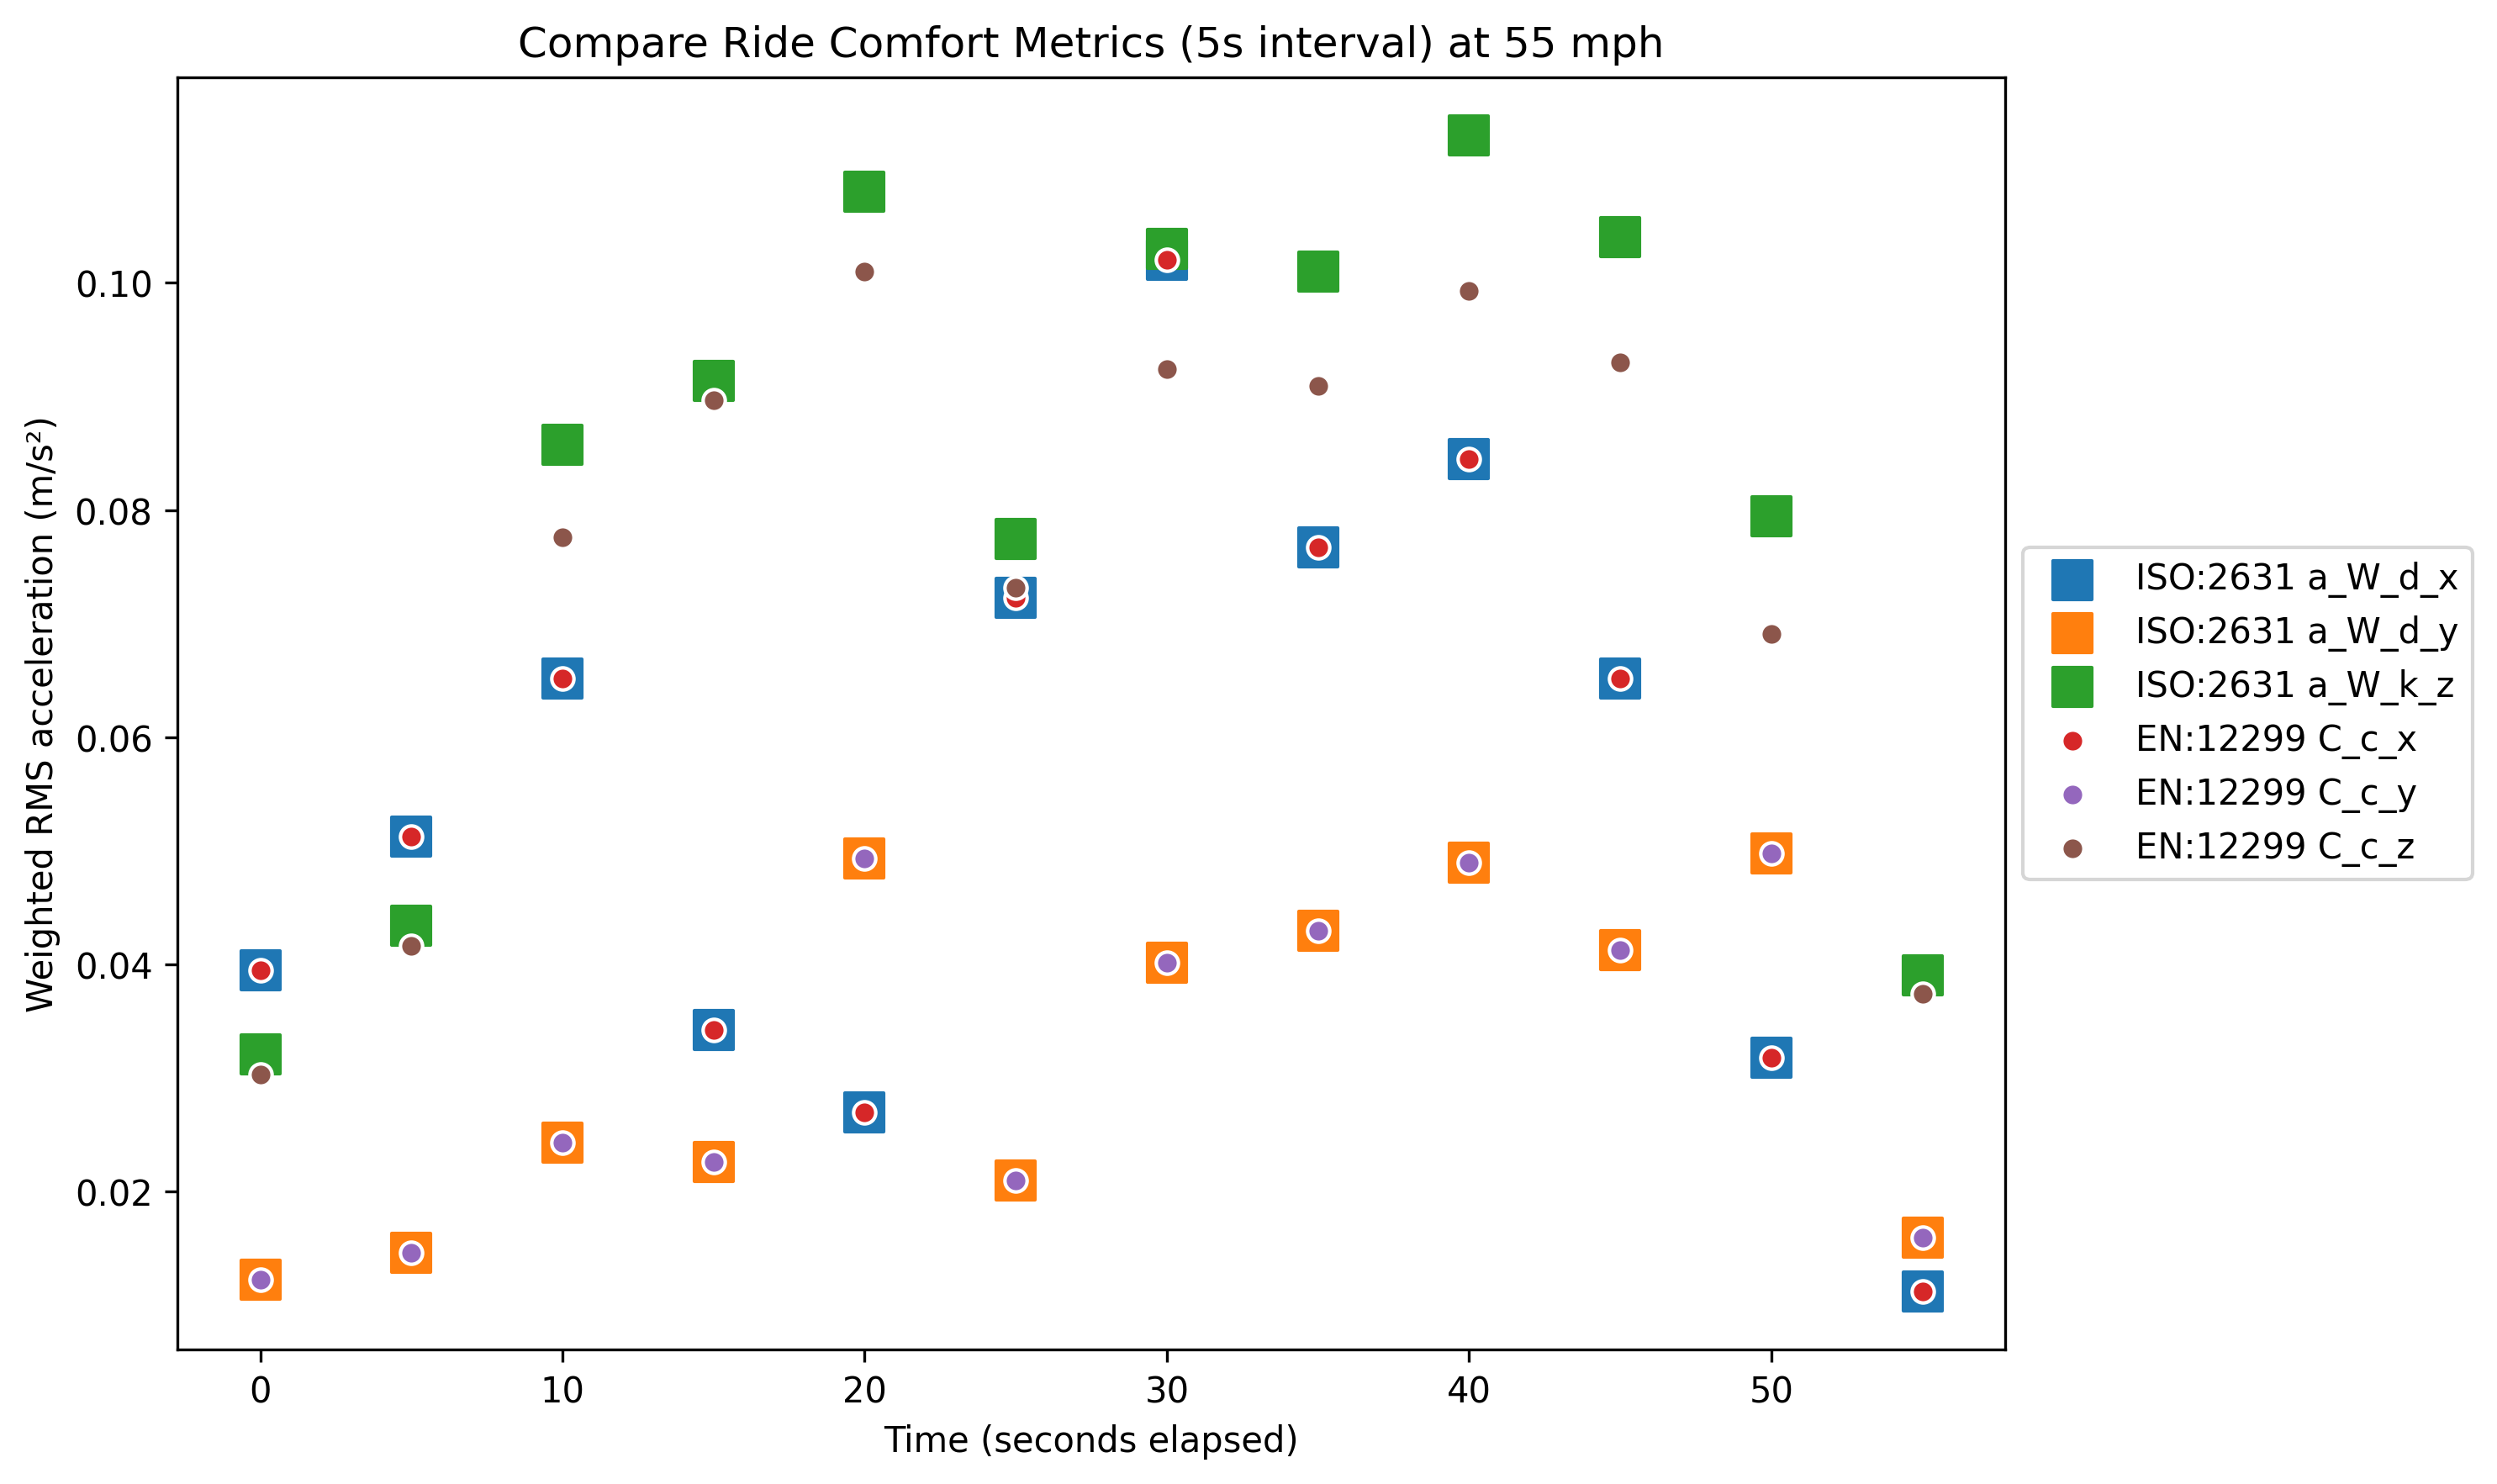 Compare Ride Comfort Metrics (5s interval) at 55 mph
Weighted RMS acceleration (m/s²)
0.10
0.08
0.06
0.04
0.02
0 10 20 30 40 50
Time (seconds elapsed)
ISO:2631 a_W_d_x
ISO:2631 a_W_d_y
ISO:2631 a_W_k_z
EN:12299 C_c_x
EN:12299 C_c_y
EN:12299 C_c_z